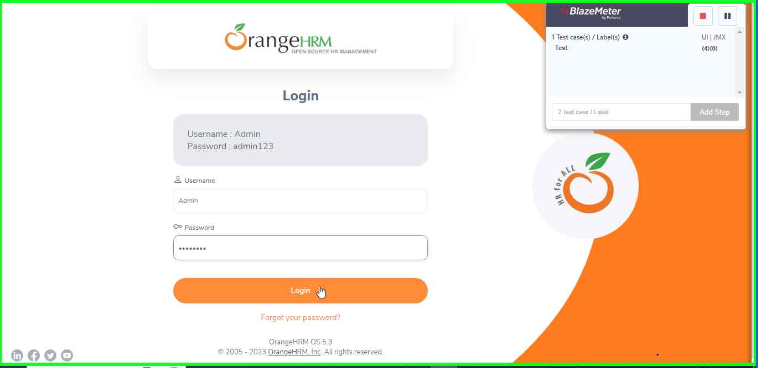 OrangeHRM
OPEN SOURCE HR MANAGEMENT
Login
Username : Admin
Password : admin123
Username
Admin
Password
••••••••
Login
Forgot your password?
OrangeHRM OS 5.3
© 2005 - 2023 OrangeHRM, Inc. All rights reserved.
BlazeMeter
by Perforce
1 Test case(s) / Label(s)
UI | JMX
Test
(4)(0)
2 test case / Label
Add Step
HR for ALL